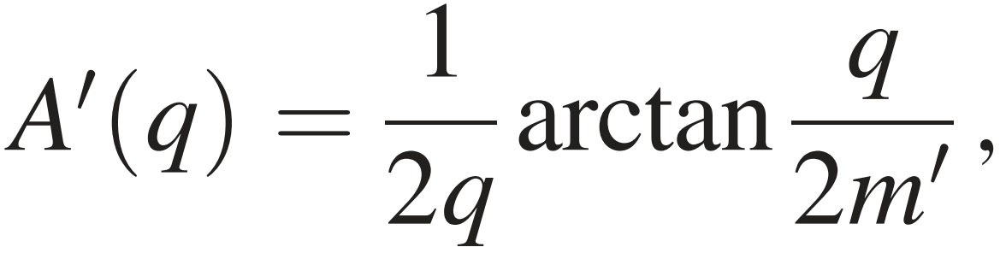 A′(q) = \frac{1}{2q} arctan \frac{q}{2m′} ,